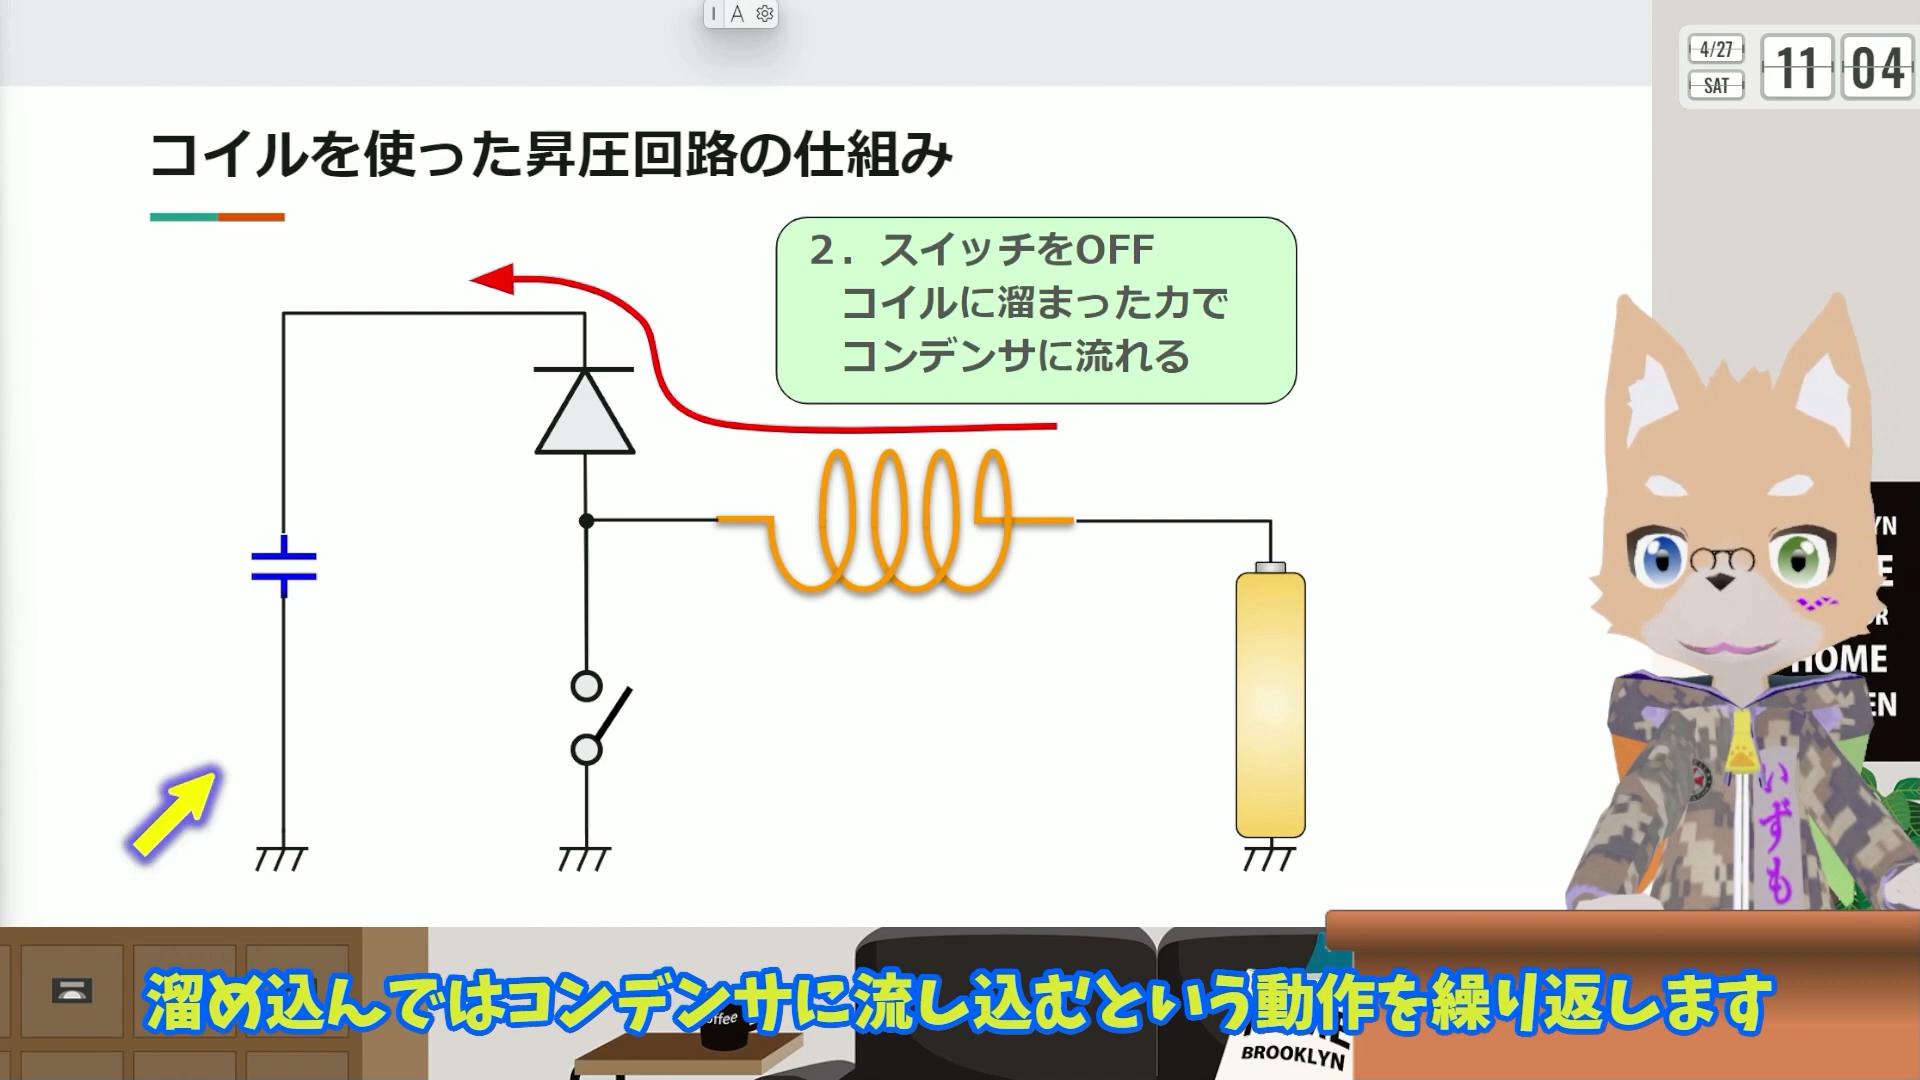 I A
4/27
SAT
11 04
コイルを使った昇圧回路の仕組み
2．スイッチをOFF
コイルに溜まった力で
コンデンサに流れる
HOME
いずも
溜め込んではコンデンサに流し込むという動作を繰り返します
BROOKLYN